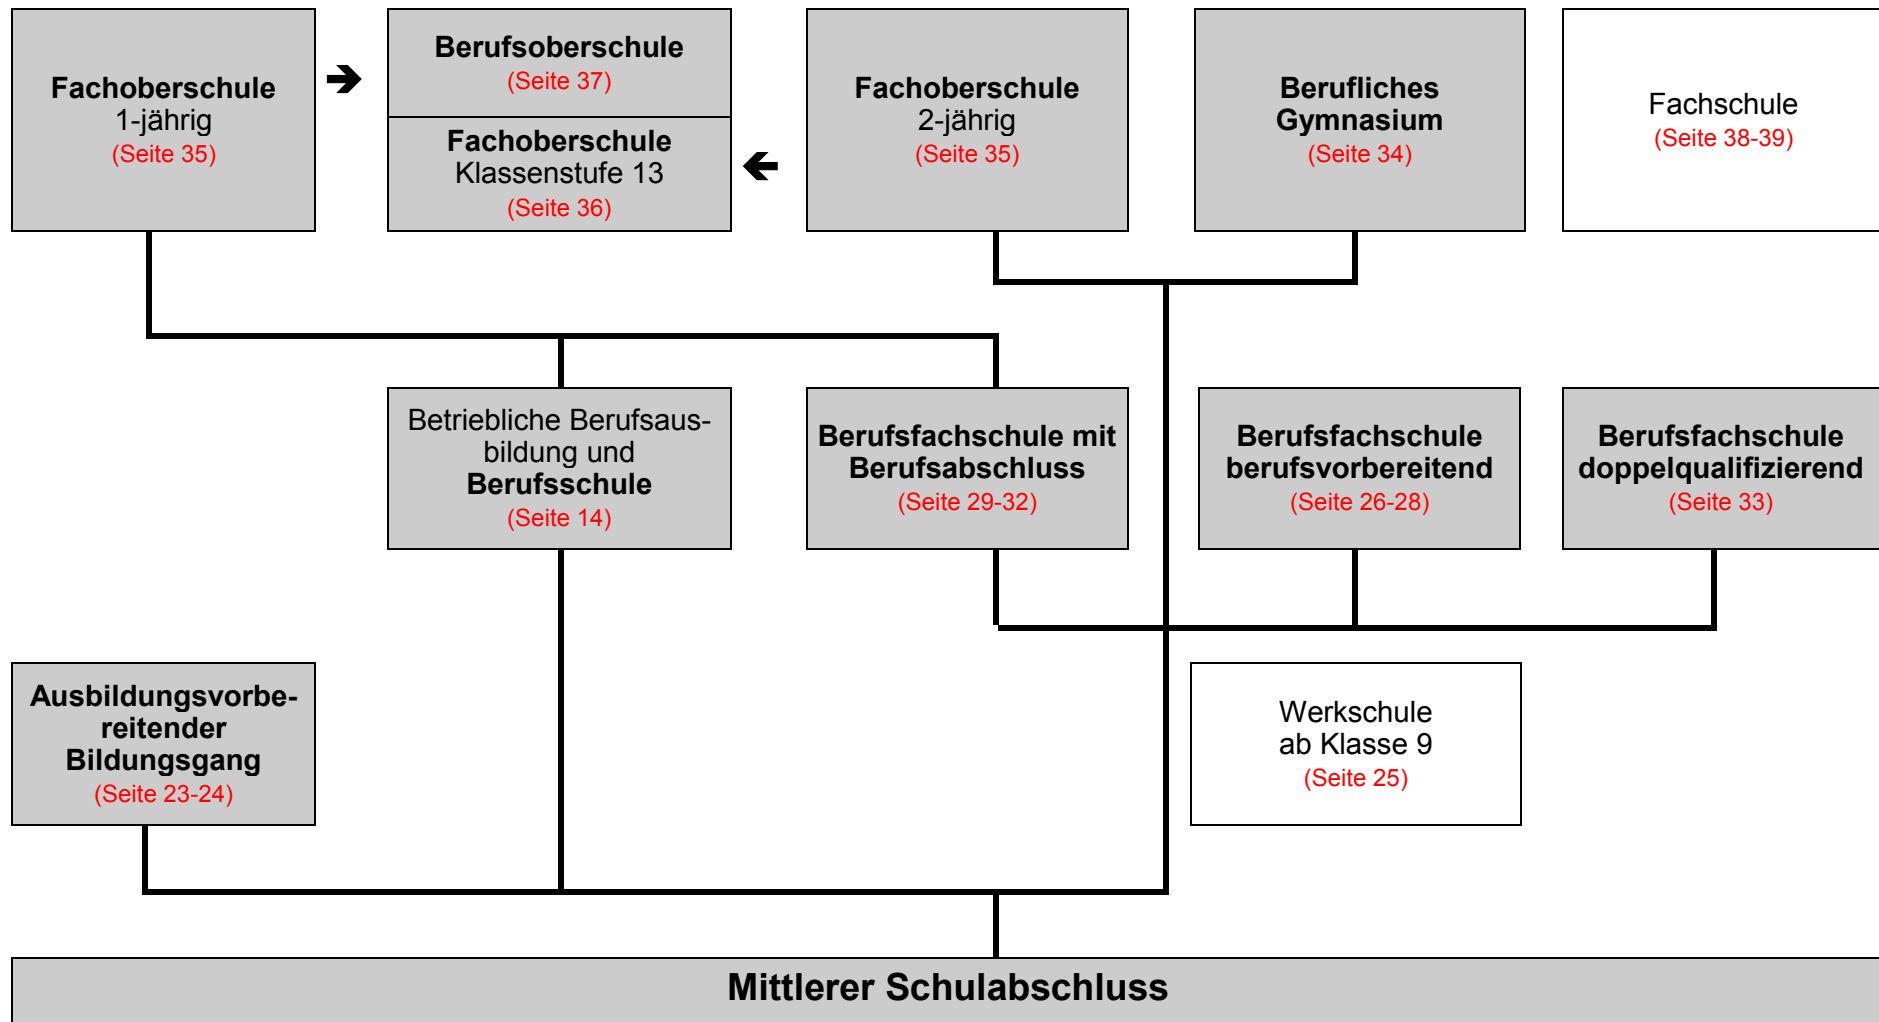 Fachoberschule
1-jährig
(Seite 35)
Berufsoberschule
(Seite 37)
Fachoberschule
Klassenstufe 13
(Seite 36)
Fachoberschule
2-jährig
(Seite 35)
Berufliches
Gymnasium
(Seite 34)
Fachschule
(Seite 38-39)
Betriebliche Berufsaus-
bildung und
Berufsschule
(Seite 14)
Berufsfachschule mit
Berufsabschluss
(Seite 29-32)
Berufsfachschule
berufsvorbereitend
(Seite 26-28)
Berufsfachschule
doppelqualifizierend
(Seite 33)
Ausbildungsvorbe-
reitender
Bildungsgang
(Seite 23-24)
Werkschule
ab Klasse 9
(Seite 25)
Mittlerer Schulabschluss